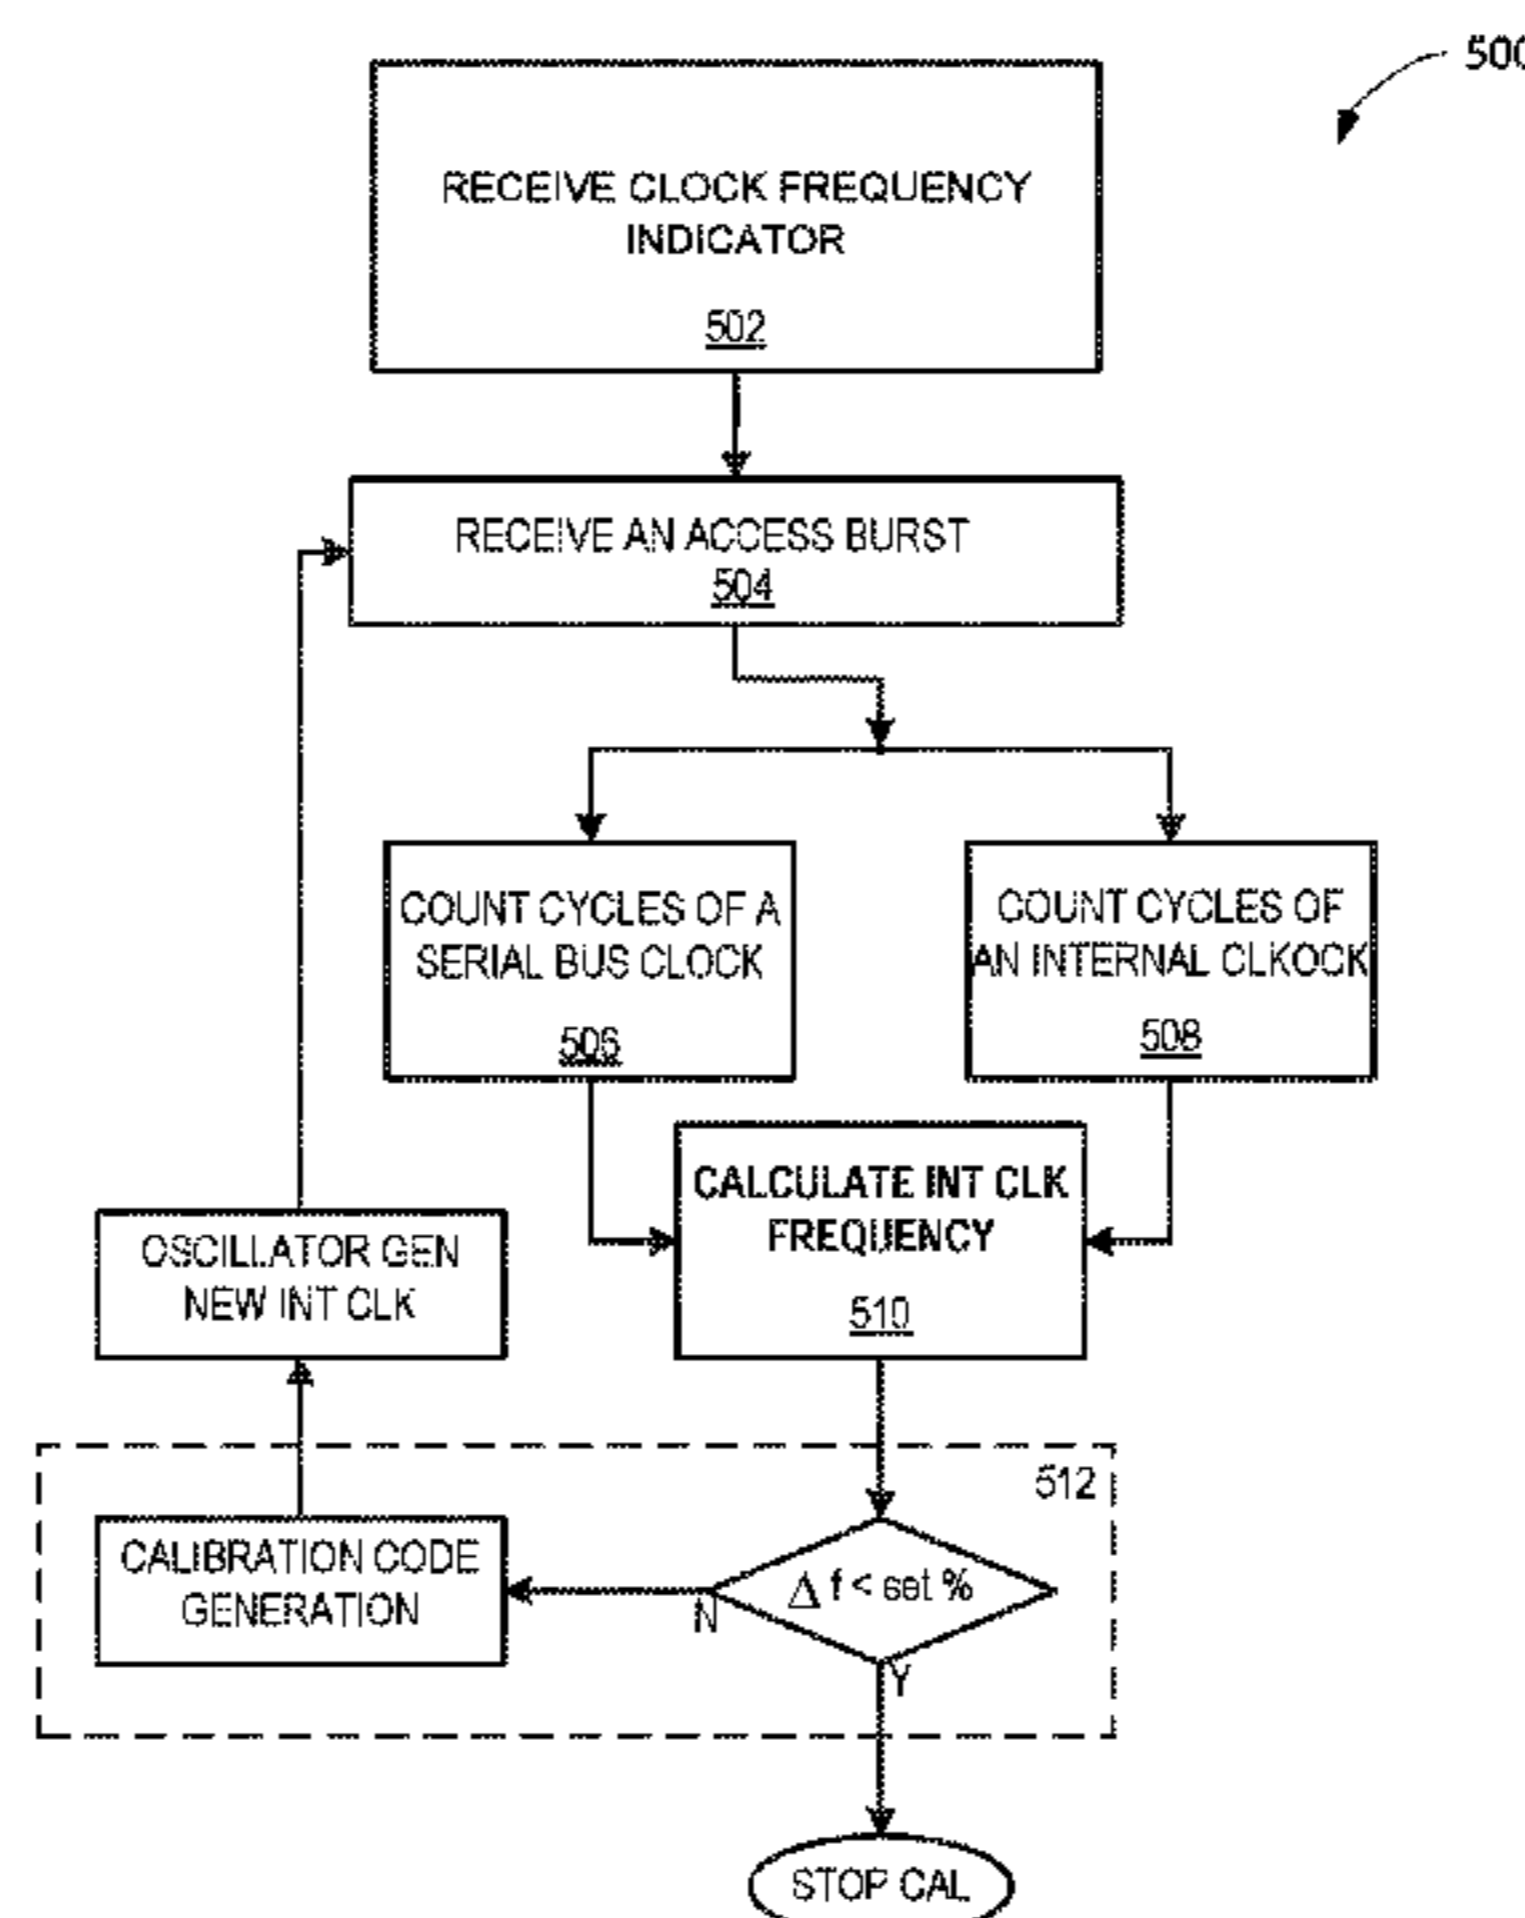 500
RECEIVE CLOCK FREQUENCY
INDICATOR
502
RECEIVE AN ACCESS BURST
504
COUNT CYCLES OF A
SERIAL BUS CLOCK
506
COUNT CYCLES OF
AN INTERNAL CLKOCK
508
CALCULATE INT CLK
FREQUENCY
510
OSCILLATOR GEN
NEW INT CLK
512
CALIBRATION CODE
GENERATION
N
Δ f < set %
Y
STOP CAL